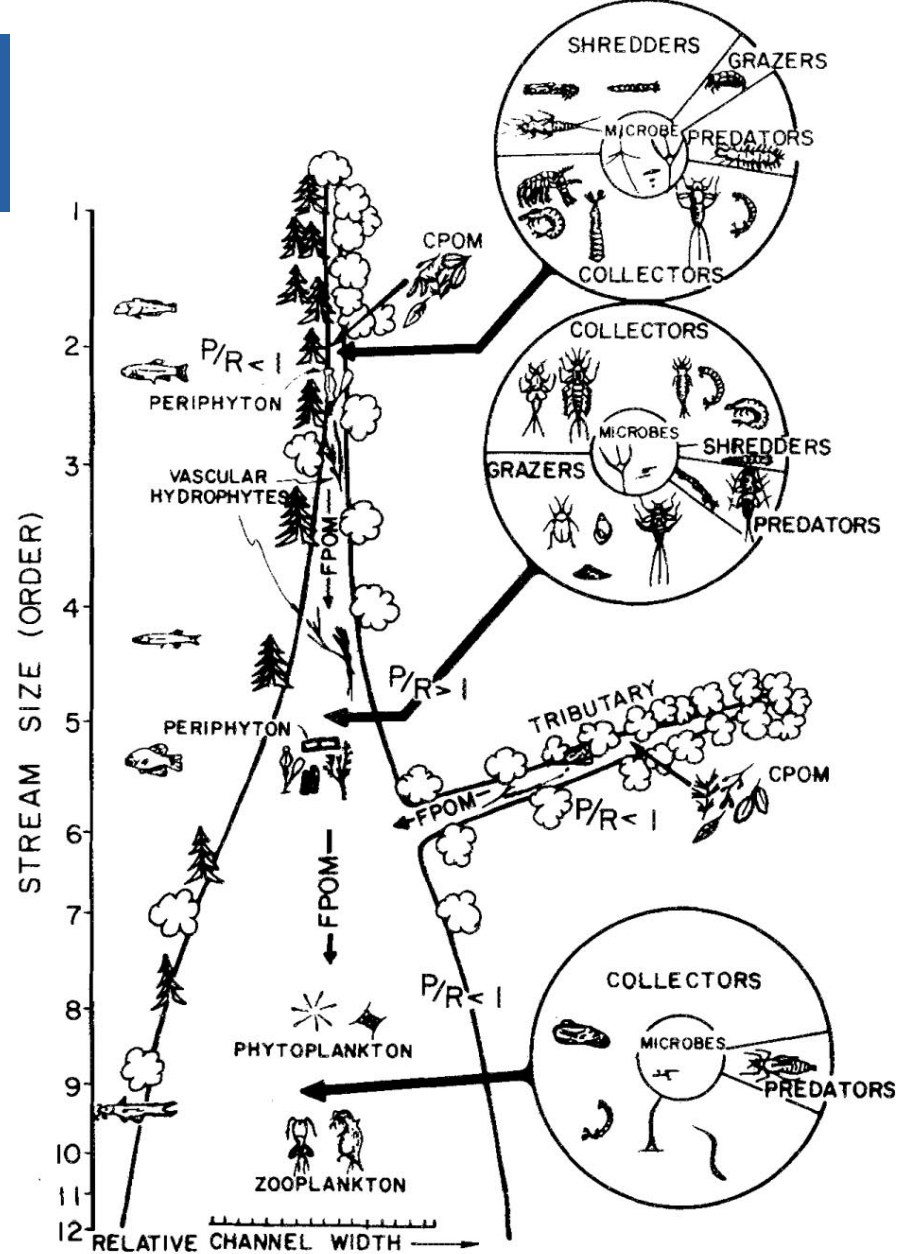 SHREDDERS
GRAZERS
MICROBE
PREDATORS
COLLECTORS
1
CPOM
2
P/R < 1
PERIPHYTON
COLLECTORS
MICROBES
SHREDDERS
GRAZERS
PREDATORS
3
VASCULAR
HYDROPHYTES
FPOM
4
STREAM SIZE (ORDER)
P/R > 1
5
PERIPHYTON
TRIBUTARY
CPOM
FPOM
P/R < 1
6
FPOM
7
P/R < 1
COLLECTORS
8
PHYTOPLANKTON
MICROBES
PREDATORS
9
10
ZOOPLANKTON
11
12
RELATIVE CHANNEL WIDTH